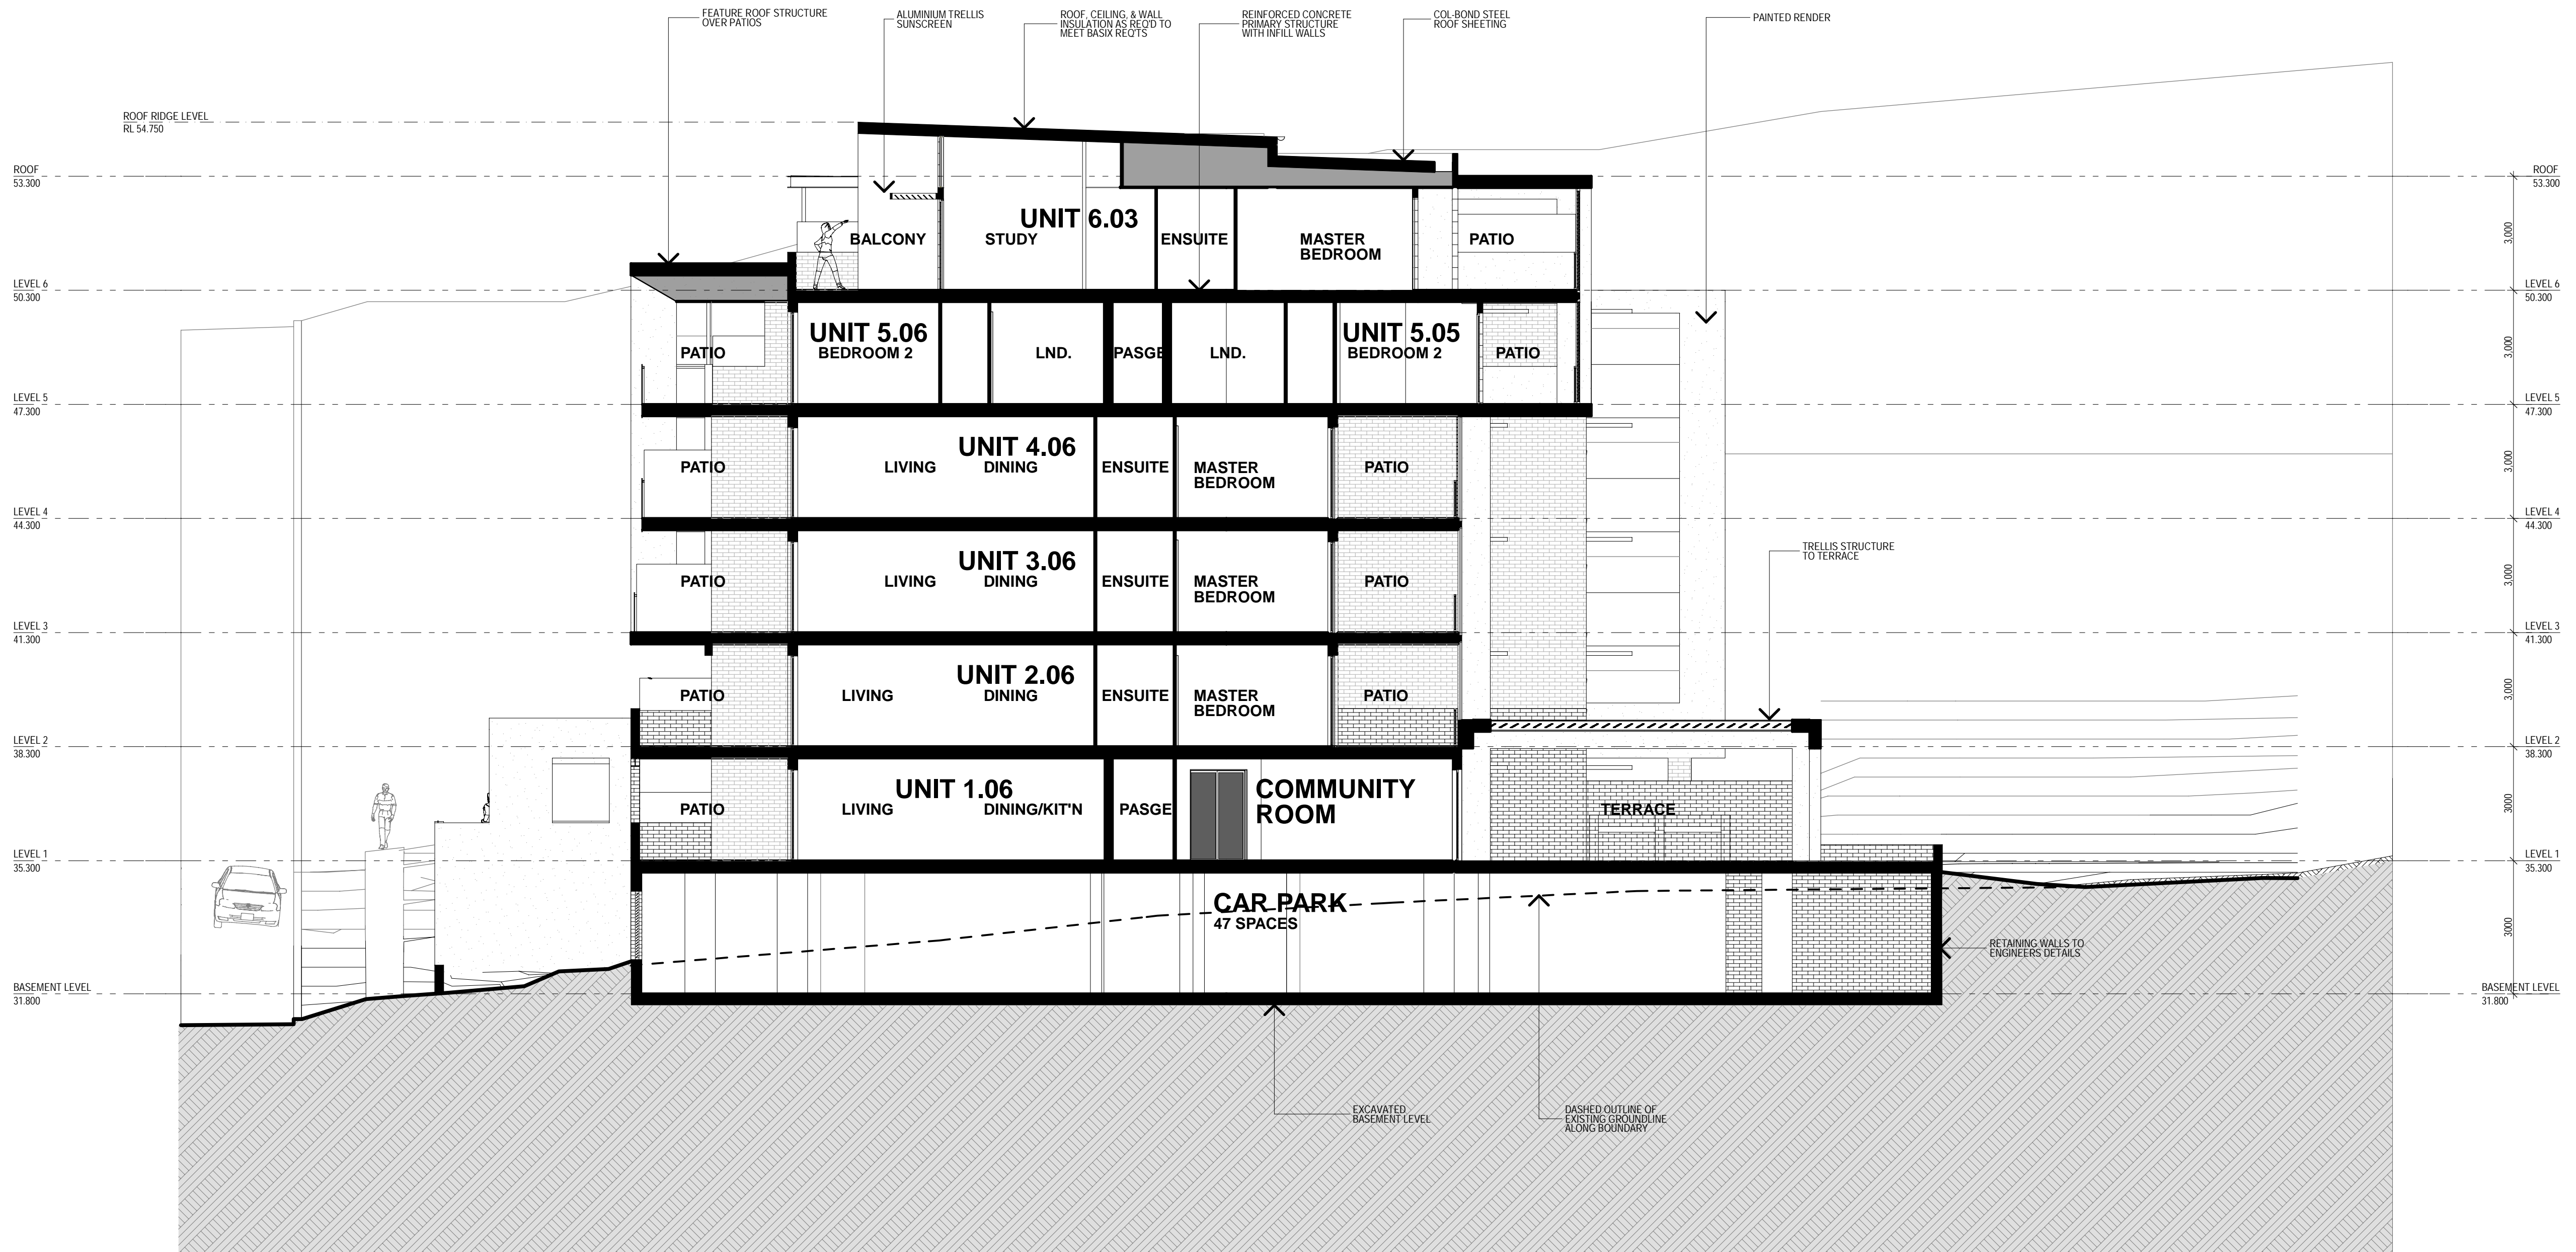 FEATURE ROOF STRUCTURE
OVER PATIOS
ALUMINIUM TRELLIS
SUNSCREEN
ROOF, CEILING, & WALL
INSULATION AS REQ'D TO
MEET BASIX REQ'TS
REINFORCED CONCRETE
PRIMARY STRUCTURE
WITH INFILL WALLS
COL-BOND STEEL
ROOF SHEETING
PAINTED RENDER
ROOF RIDGE LEVEL
RL 54.750
ROOF
53.300
ROOF
53.300
UNIT 6.03
BALCONY
STUDY
ENSUITE
MASTER
BEDROOM
PATIO
3,000
LEVEL 6
50.300
LEVEL 6
50.300
UNIT 5.06
UNIT 5.05
PATIO
BEDROOM 2
LND.
PASGE
LND.
BEDROOM 2
PATIO
3,000
LEVEL 5
47.300
LEVEL 5
47.300
UNIT 4.06
PATIO
LIVING
DINING
ENSUITE
MASTER
BEDROOM
PATIO
3,000
LEVEL 4
44.300
LEVEL 4
44.300
TRELLIS STRUCTURE
TO TERRACE
UNIT 3.06
PATIO
LIVING
DINING
ENSUITE
MASTER
BEDROOM
PATIO
3,000
LEVEL 3
41.300
LEVEL 3
41.300
UNIT 2.06
PATIO
LIVING
DINING
ENSUITE
MASTER
BEDROOM
PATIO
3,000
LEVEL 2
38.300
LEVEL 2
38.300
UNIT 1.06
COMMUNITY
ROOM
PATIO
LIVING
DINING/KIT'N
PASGE
TERRACE
3000
LEVEL 1
35.300
LEVEL 1
35.300
CAR PARK
47 SPACES
3000
RETAINING WALLS TO
ENGINEERS DETAILS
BASEMENT LEVEL
31.800
BASEMENT LEVEL
31.800
EXCAVATED
BASEMENT LEVEL
DASHED OUTLINE OF
EXISTING GROUNDLINE
ALONG BOUNDARY